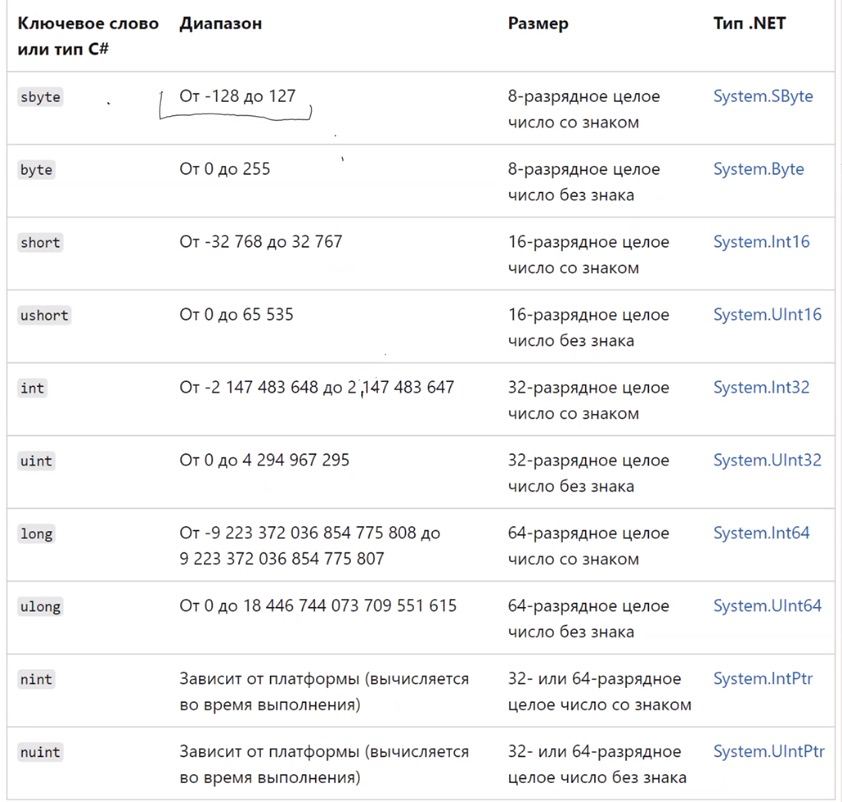 Ключевое слово Диапазон Размер Тип .NET
или тип C#
sbyte От -128 до 127 8-разрядное целое System.SByte
число со знаком
byte От 0 до 255 8-разрядное целое System.Byte
число без знака
short От -32 768 до 32 767 16-разрядное целое System.Int16
число со знаком
ushort От 0 до 65 535 16-разрядное целое System.UInt16
число без знака
int От -2 147 483 648 до 2 147 483 647 32-разрядное целое System.Int32
число со знаком
uint От 0 до 4 294 967 295 32-разрядное целое System.UInt32
число без знака
long От -9 223 372 036 854 775 808 до 64-разрядное целое System.Int64
9 223 372 036 854 775 807 число со знаком
ulong От 0 до 18 446 744 073 709 551 615 64-разрядное целое System.UInt64
число без знака
nint Зависит от платформы (вычисляется 32- или 64-разрядное System.IntPtr
во время выполнения) целое число со знаком
nuint Зависит от платформы (вычисляется 32- или 64-разрядное System.UIntPtr
во время выполнения) целое число без знака